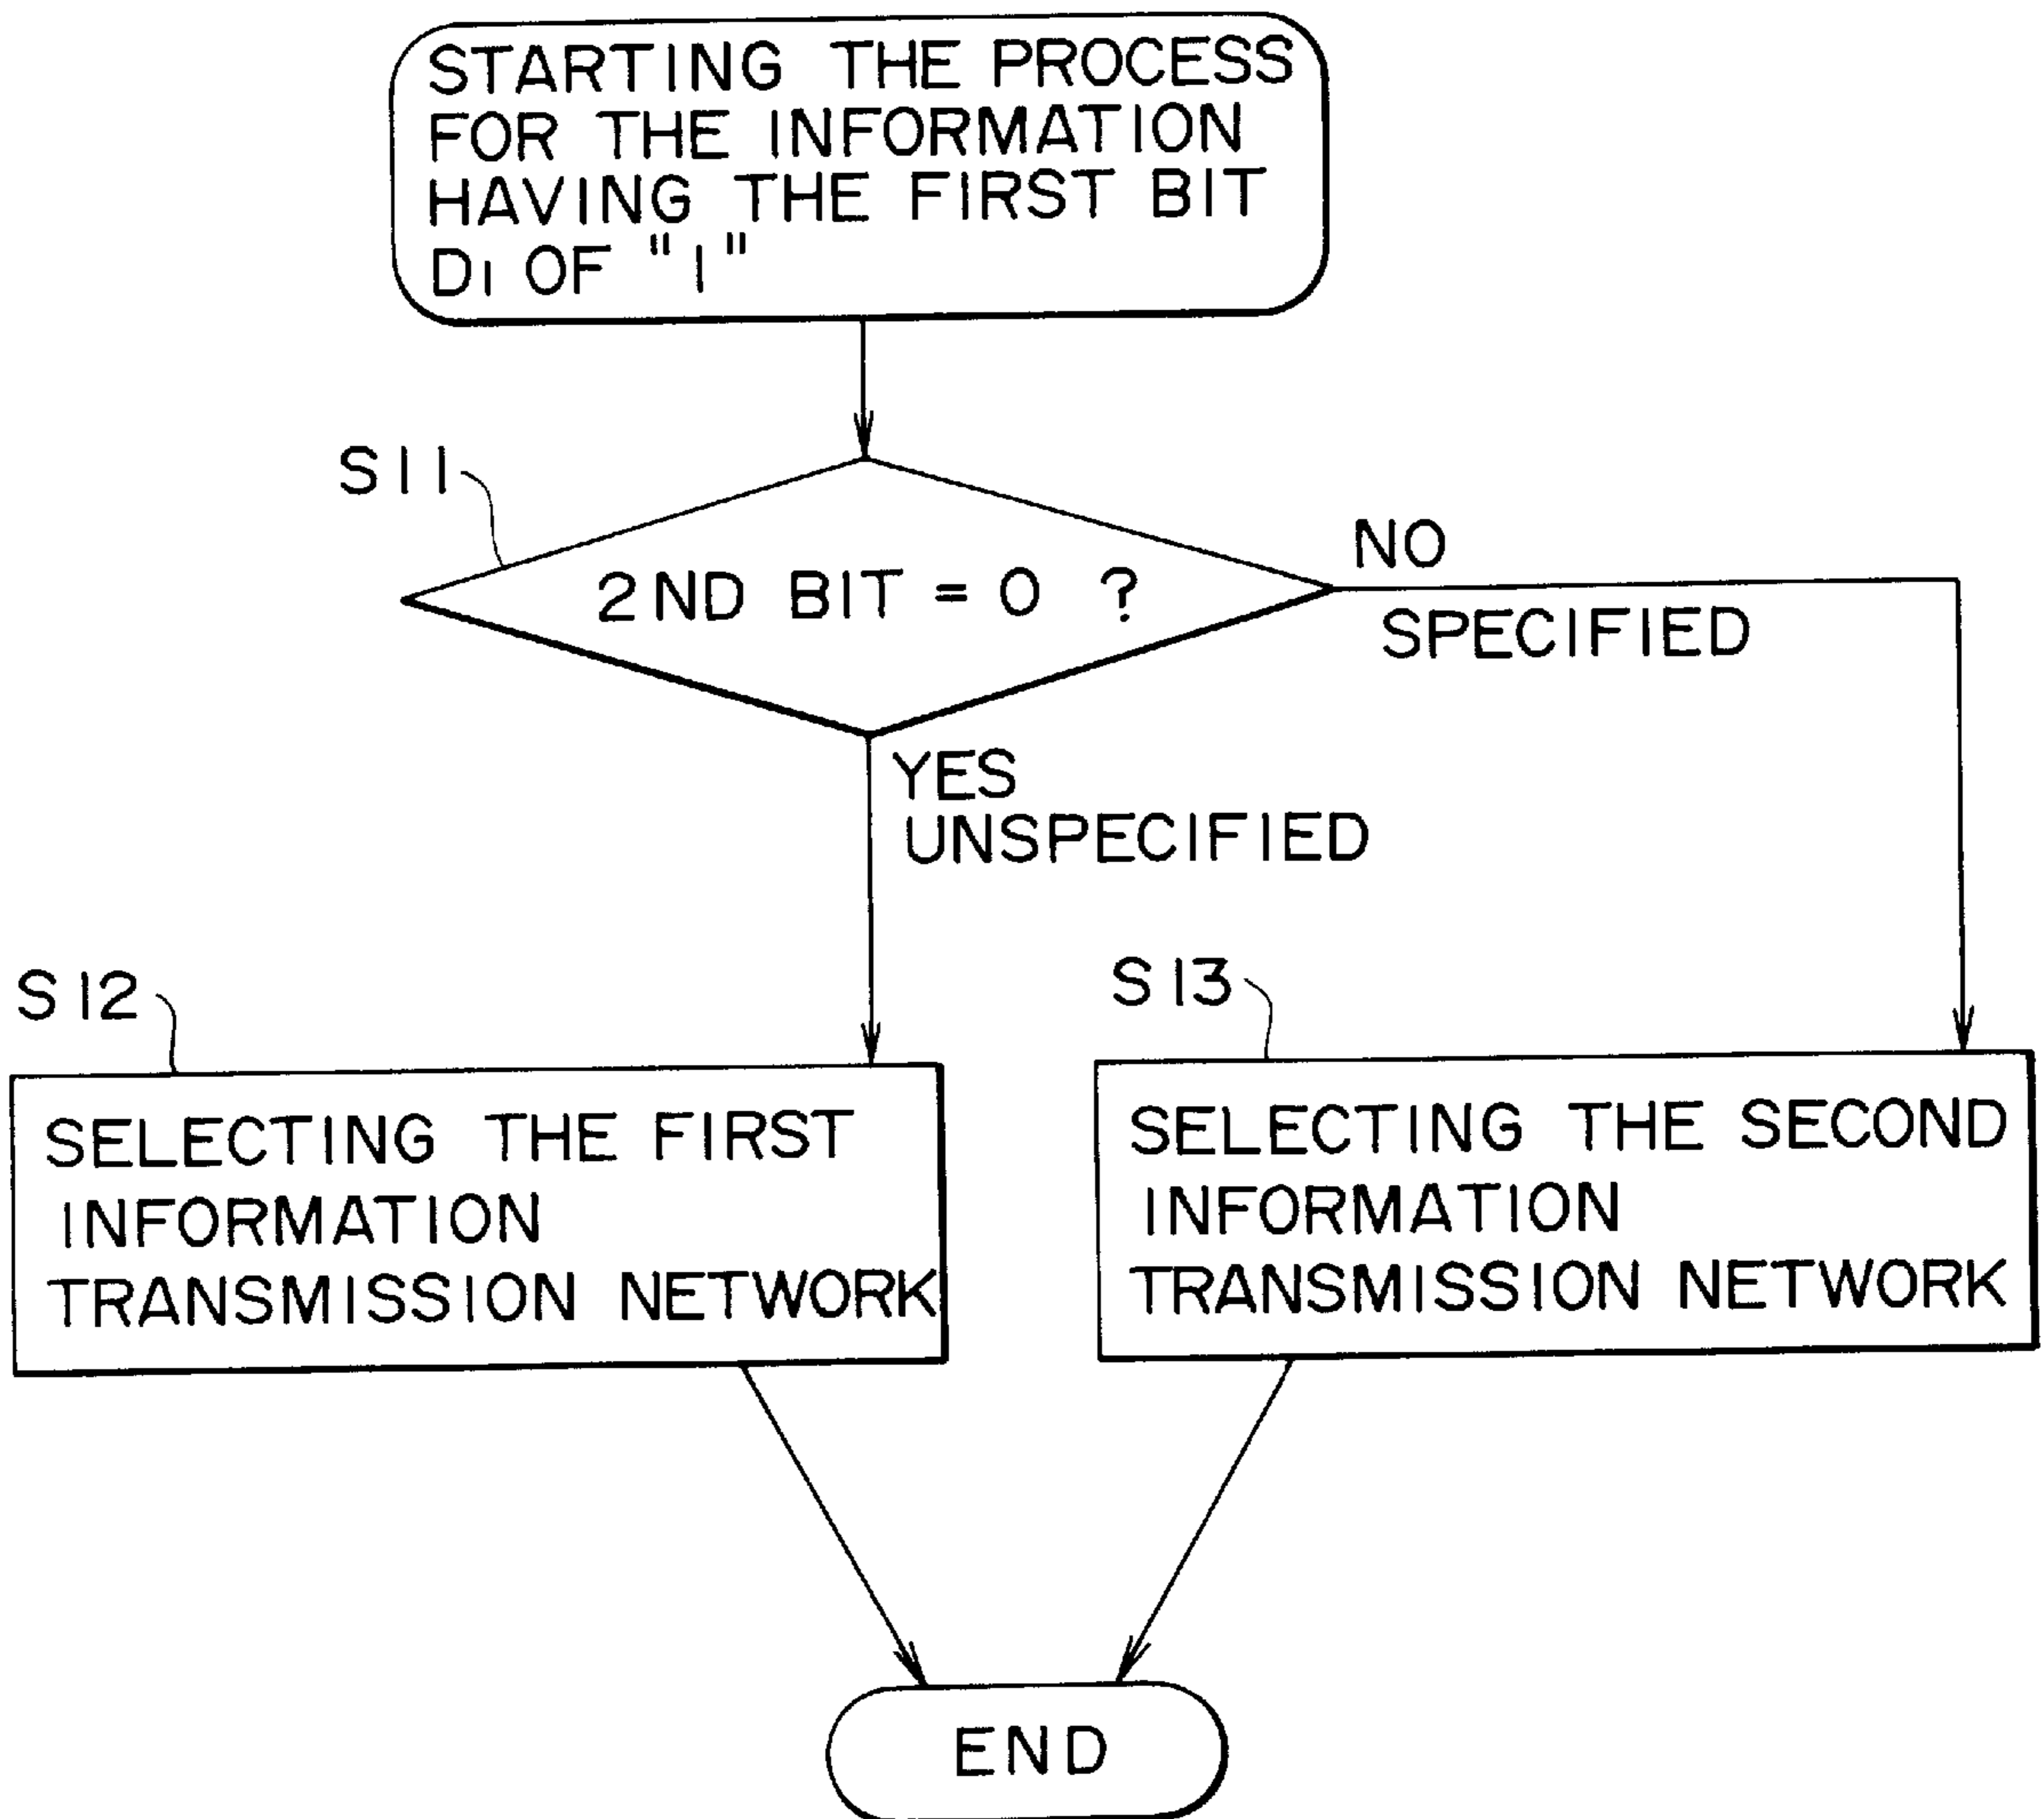 STARTING THE PROCESS
FOR THE INFORMATION
HAVING THE FIRST BIT
D1 OF "1"
S11
2ND BIT = 0 ?
NO
SPECIFIED
YES
UNSPECIFIED
S12
SELECTING THE FIRST
INFORMATION
TRANSMISSION NETWORK
S13
SELECTING THE SECOND
INFORMATION
TRANSMISSION NETWORK
END